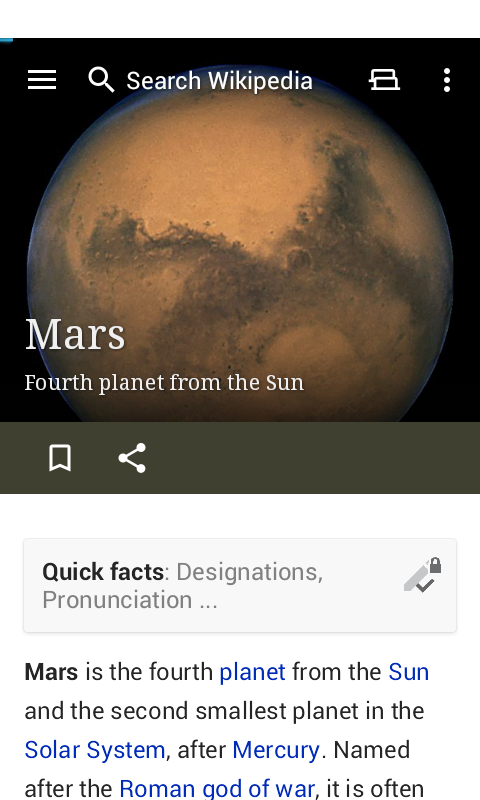 Search Wikipedia
Mars
Fourth planet from the Sun
Quick facts: Designations,
Pronunciation ...
Mars is the fourth planet from the Sun
and the second smallest planet in the
Solar System, after Mercury. Named
after the Roman god of war, it is often